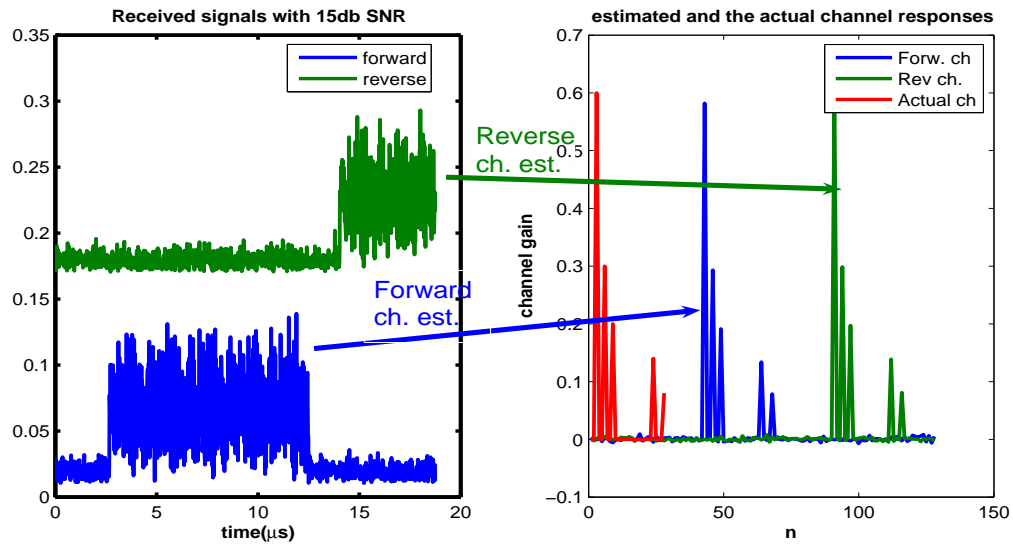 Received signals with 15db SNR
forward
reverse
0.35
0.3
0.25
0.2
0.15
0.1
0.05
0
0
5
10
15
20
time(μs)
Reverse
ch. est.
Forward
ch. est.
estimated and the actual channel responses
Forw. ch
Rev ch.
Actual ch
0.7
0.6
0.5
0.4
0.3
0.2
0.1
0
−0.1
channel gain
0
50
100
150
n